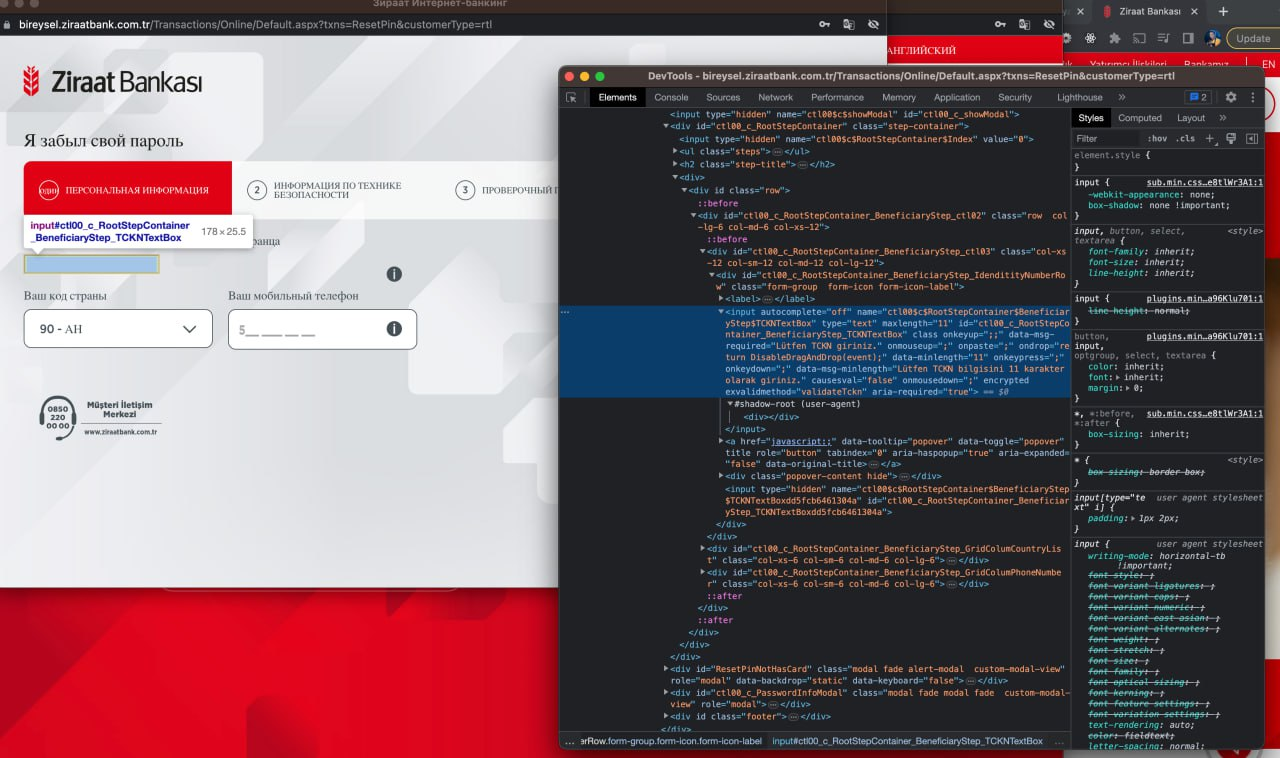 Зираат Интернет-банкинг
bireysel.ziraatbank.com.tr/Transactions/Online/Default.aspx?txns=ResetPin&customerType=rtl
Ziraat Bankası
Update
АНГЛИЙСКИЙ
Yatırımcı İlişkileri
Bankamız
EN
Ziraat Bankası
Я забыл свой пароль
один
ПЕРСОНАЛЬНАЯ ИНФОРМАЦИЯ
2
ИНФОРМАЦИЯ ПО ТЕХНИКЕ
БЕЗОПАСНОСТИ
3
ПРОВЕРОЧНЫЙ
input#ctl00_c_RootStepContainer
_BeneficiaryStep_TCKNTextBox
178 × 25.5
Ваш код страны
Ваш мобильный телефон
90 - АН
5__ ___ __ __
0850
220
00 00
Müşteri İletişim
Merkezi
www.ziraatbank.com.tr
DevTools - bireysel.ziraatbank.com.tr/Transactions/Online/Default.aspx?txns=ResetPin&customerType=rtl
Elements Console Sources Network Performance Memory Application Security Lighthouse » 2
<input type="hidden" name="ctl00$c$showModal" id="ctl00_c_showModal">
<div id="ctl00_c_RootStepContainer" class="step-container">
<input type="hidden" name="ctl00$c$RootStepContainer$Index" value="0">
<ul class="steps">…</ul>
<h2 class="step-title">…</h2>
<div>
<div id class="row">
::before
<div id="ctl00_c_RootStepContainer_BeneficiaryStep_ctl02" class="row  col
-lg-6 col-md-6 col-xs-12">
::before
<div id="ctl00_c_RootStepContainer_BeneficiaryStep_ctl03" class="col-xs
-12 col-sm-12 col-md-12 col-lg-12">
<div id="ctl00_c_RootStepContainer_BeneficiaryStep_IdenditityNumberRo
w" class="form-group  form-icon form-icon-label">
<label>…</label>
<input autocomplete="off" name="ctl00$c$RootStepContainer$Beneficiar
yStep$TCKNTextBox" type="text" maxlength="11" id="ctl00_c_RootStepCo
ntainer_BeneficiaryStep_TCKNTextBox" class onkeyup=";;" data-msg-
required="Lütfen TCKN giriniz." onmouseup=";" onpaste=";" ondrop="re
turn DisableDragAndDrop(event);" data-minlength="11" onkeypress=";"
onkeydown=";" data-msg-minlength="Lütfen TCKN bilgisini 11 karakter
olarak giriniz." causesval="false" onmousedown=";" encrypted
exvalidmethod="validateTckn" aria-required="true"> == $0
#shadow-root (user-agent)
<div></div>
</input>
<a href="javascript:;" data-tooltip="popover" data-toggle="popover"
title role="button" tabindex="0" aria-haspopup="true" aria-expanded=
"false" data-original-title>…</a>
<div class="popover-content hide">…</div>
<input type="hidden" name="ctl00$c$RootStepContainer$BeneficiaryStep
$TCKNTextBoxdd5fcb6461304a" id="ctl00_c_RootStepContainer_Beneficiar
yStep_TCKNTextBoxdd5fcb6461304a">
</div>
</div>
<div id="ctl00_c_RootStepContainer_BeneficiaryStep_GridColumCountryLis
t" class="col-xs-6 col-sm-6 col-md-6 col-lg-6">…</div>
<div id="ctl00_c_RootStepContainer_BeneficiaryStep_GridColumPhoneNumbe
r" class="col-xs-6 col-sm-6 col-md-6 col-lg-6">…</div>
::after
</div>
::after
</div>
</div>
</div>
<div id="ResetPinNotHasCard" class="modal fade alert-modal  custom-modal-view"
role="modal" data-backdrop="static" data-keyboard="false">…</div>
<div id="ctl00_c_PasswordInfoModal" class="modal fade modal fade  custom-modal-
view" role="modal">…</div>
<div id class="footer">…</div>
</div>
… erRow.form-group.form-icon.form-icon-label input#ctl00_c_RootStepContainer_BeneficiaryStep_TCKNTextBox …
Styles Computed Layout »
Filter :hov .cls +
element.style {
}
input { sub.min.css…e8tlWr3A1:1
-webkit-appearance: none;
box-shadow: none !important;
}
input, button, select, <style>
textarea {
font-family: inherit;
font-size: inherit;
line-height: inherit;
}
input { plugins.min…a96Klu701:1
line-height: normal;
}
button, plugins.min…a96Klu701:1
input,
optgroup, select, textarea {
color: inherit;
font: inherit;
margin: 0;
}
*, *:before, sub.min.css…e8tlWr3A1:1
*:after {
box-sizing: inherit;
}
* { <style>
box-sizing: border-box;
}
input[type="te user agent stylesheet
xt" i] {
padding: 1px 2px;
}
input { user agent stylesheet
writing-mode: horizontal-tb
!important;
font-style: ;
font-variant-ligatures: ;
font-variant-caps: ;
font-variant-numeric: ;
font-variant-east-asian: ;
font-variant-alternates: ;
font-weight: ;
font-stretch: ;
font-size: ;
font-family: ;
font-optical-sizing: ;
font-kerning: ;
font-feature-settings: ;
font-variation-settings: ;
text-rendering: auto;
color: fieldtext;
letter-spacing: normal;